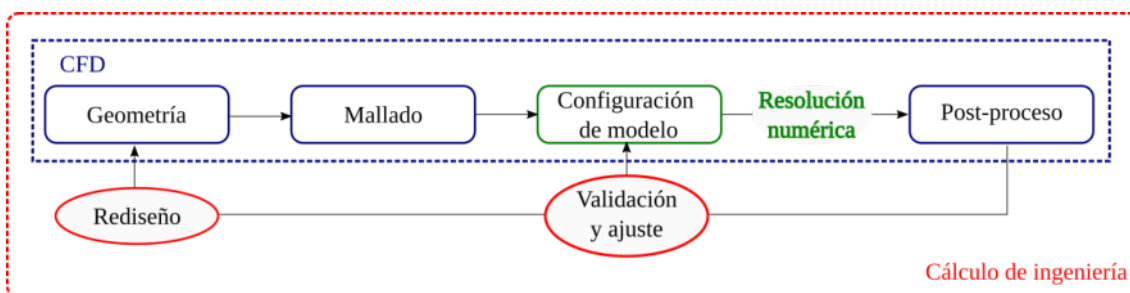 CFD
Geometría
Mallado
Configuración
de modelo
Resolución
numérica
Post-proceso
Rediseño
Validación
y ajuste
Cálculo de ingeniería